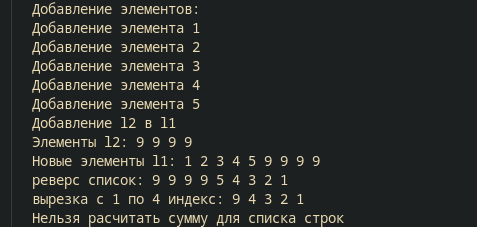 Добавление элементов:
Добавление элемента 1
Добавление элемента 2
Добавление элемента 3
Добавление элемента 4
Добавление элемента 5
Добавление l2 в l1
Элементы l2: 9 9 9 9
Новые элементы l1: 1 2 3 4 5 9 9 9 9
реверс список: 9 9 9 9 5 4 3 2 1
вырезка с 1 по 4 индекс: 9 4 3 2 1
Нельзя расчитать сумму для списка строк